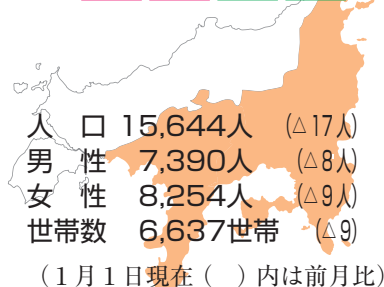 人 口 15,644人 (△17人)
男 性 7,390人 (△8人)
女 性 8,254人 (△9人)
世帯数 6,637世帯 (△9)
（１月１日現在（　）内は前月比）